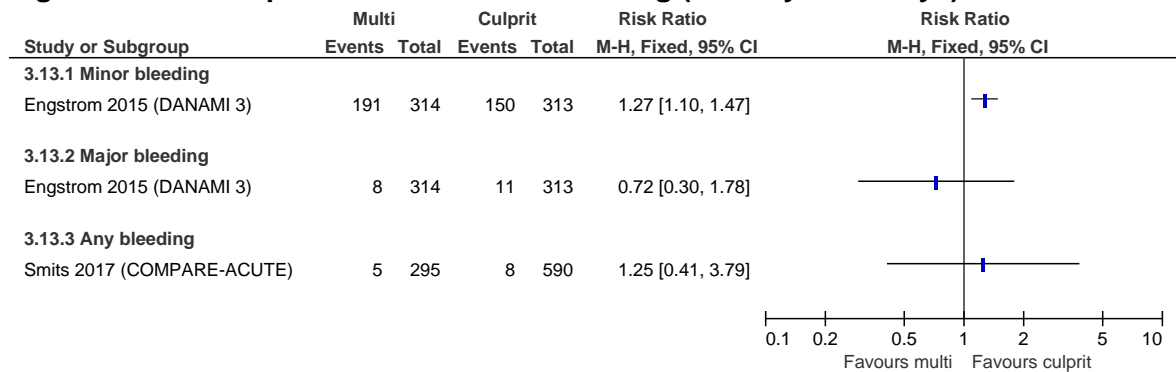 Multi Culprit Risk Ratio Risk Ratio
Study or Subgroup Events Total Events Total M-H, Fixed, 95% CI M-H, Fixed, 95% CI
3.13.1 Minor bleeding
Engstrom 2015 (DANAMI 3) 191 314 150 313 1.27 [1.10, 1.47]
3.13.2 Major bleeding
Engstrom 2015 (DANAMI 3) 8 314 11 313 0.72 [0.30, 1.78]
3.13.3 Any bleeding
Smits 2017 (COMPARE-ACUTE) 5 295 8 590 1.25 [0.41, 3.79]
0.1 0.2 0.5 1 2 5 10
Favours multi Favours culprit